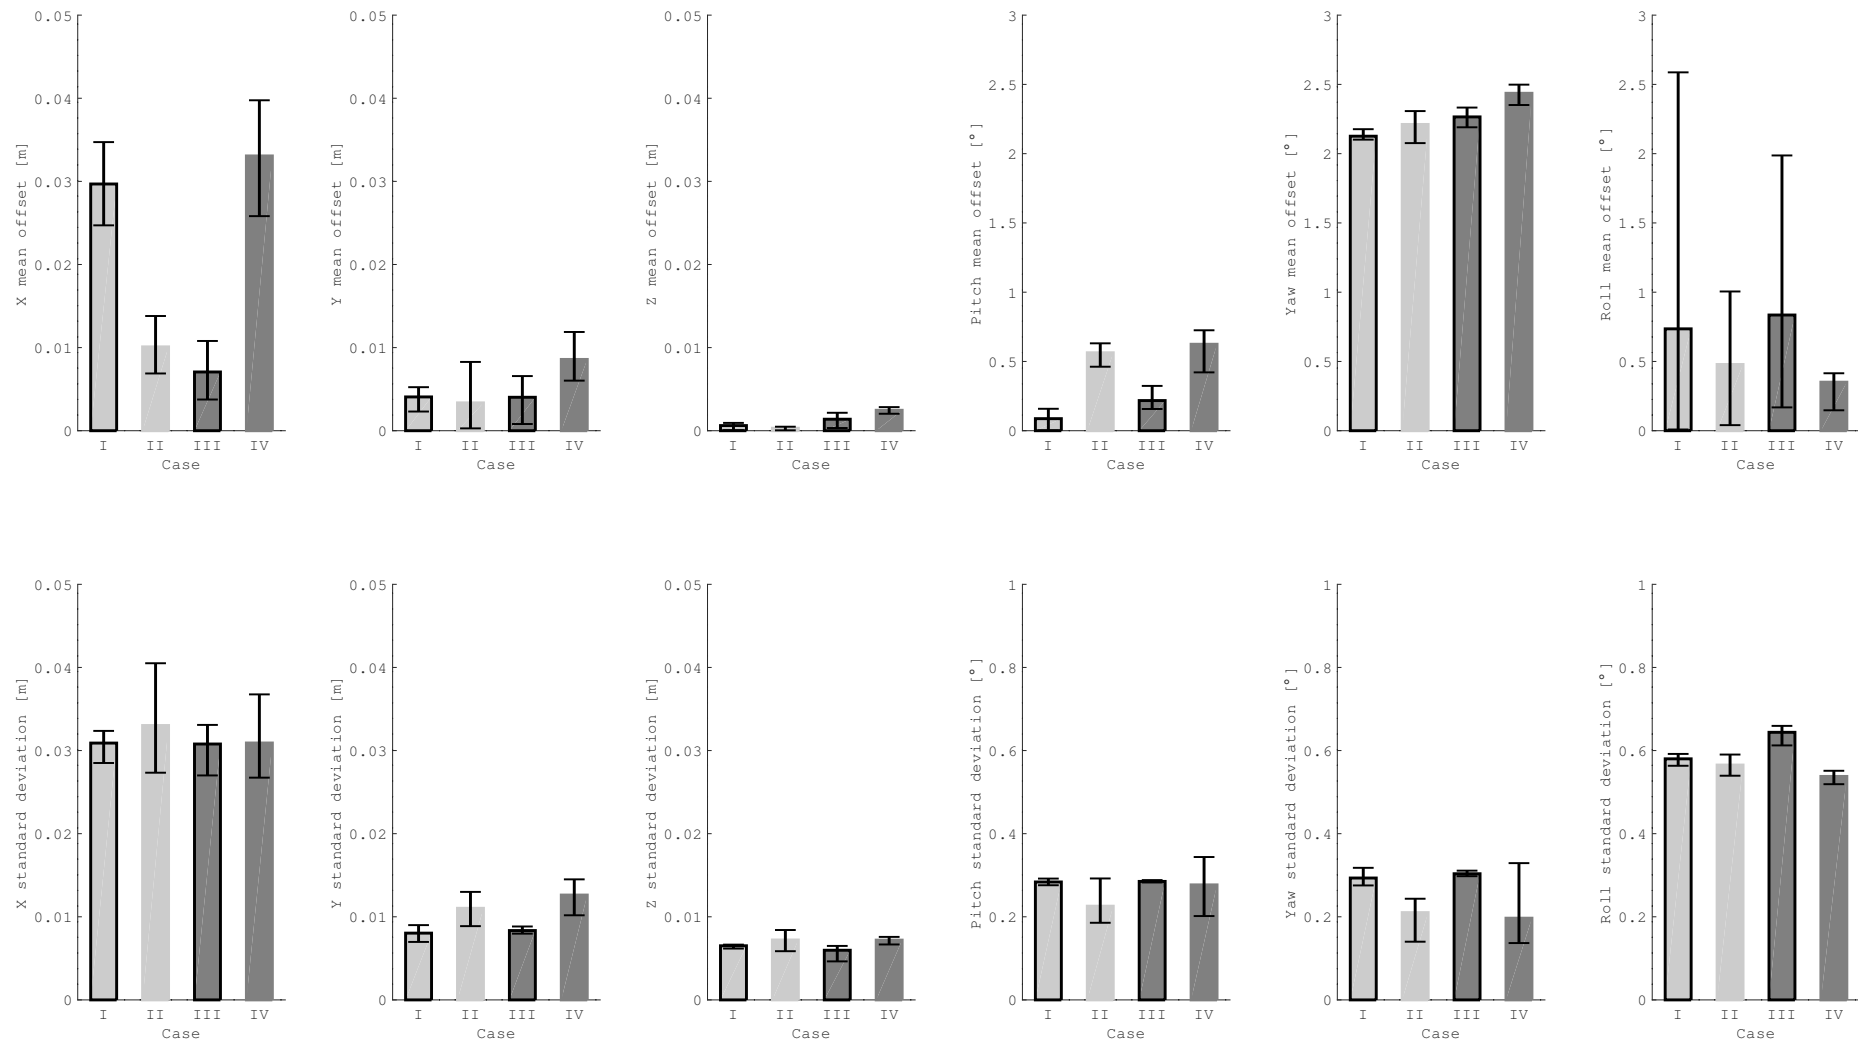 X mean offset [m]
0.05
0.04
0.03
0.02
0.01
0
I II III IV
Case
Y mean offset [m]
0.05
0.04
0.03
0.02
0.01
0
I II III IV
Case
Z mean offset [m]
0.05
0.04
0.03
0.02
0.01
0
I II III IV
Case
Pitch mean offset [°]
3
2.5
2
1.5
1
0.5
0
I II III IV
Case
Yaw mean offset [°]
3
2.5
2
1.5
1
0.5
0
I II III IV
Case
Roll mean offset [°]
3
2.5
2
1.5
1
0.5
0
I II III IV
Case
X standard deviation [m]
0.05
0.04
0.03
0.02
0.01
0
I II III IV
Case
Y standard deviation [m]
0.05
0.04
0.03
0.02
0.01
0
I II III IV
Case
Z standard deviation [m]
0.05
0.04
0.03
0.02
0.01
0
I II III IV
Case
Pitch standard deviation [°]
1
0.8
0.6
0.4
0.2
0
I II III IV
Case
Yaw standard deviation [°]
1
0.8
0.6
0.4
0.2
0
I II III IV
Case
Roll standard deviation [°]
1
0.8
0.6
0.4
0.2
0
I II III IV
Case